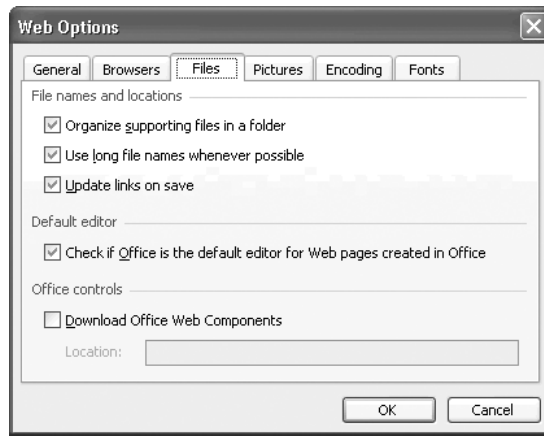 Web Options
General Browsers Files Pictures Encoding Fonts
File names and locations
Organize supporting files in a folder
Use long file names whenever possible
Update links on save
Default editor
Check if Office is the default editor for Web pages created in Office
Office controls
Download Office Web Components
Location:
OK Cancel